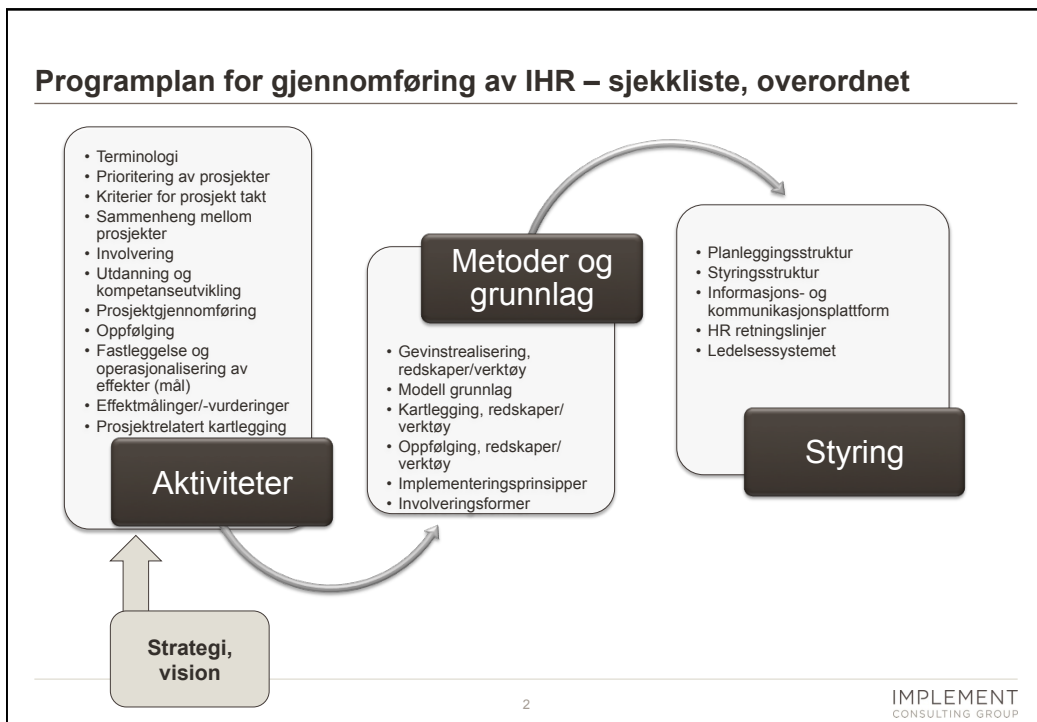 Programplan for gjennomføring av IHR – sjekkliste, overordnet
• Terminologi
• Prioritering av prosjekter
• Kriterier for prosjekt takt
• Sammenheng mellom
prosjekter
• Involvering
• Utdanning og
kompetanseutvikling
• Prosjektgjennomføring
• Oppfølging
• Fastleggelse og
operasjonalisering av
effekter (mål)
• Effektmålinger/-vurderinger
• Prosjektrelatert kartlegging
Aktiviteter
Strategi,
vision
Metoder og
grunnlag
• Gevinstrealisering,
redskaper/verktøy
• Modell grunnlag
• Kartlegging, redskaper/
verktøy
• Oppfølging, redskaper/
verktøy
• Implementeringsprinsipper
• Involveringsformer
• Planleggingsstruktur
• Styringsstruktur
• Informasjons- og
kommunikasjonsplattform
• HR retningslinjer
• Ledelsessystemet
Styring
2
IMPLEMENT
CONSULTING GROUP